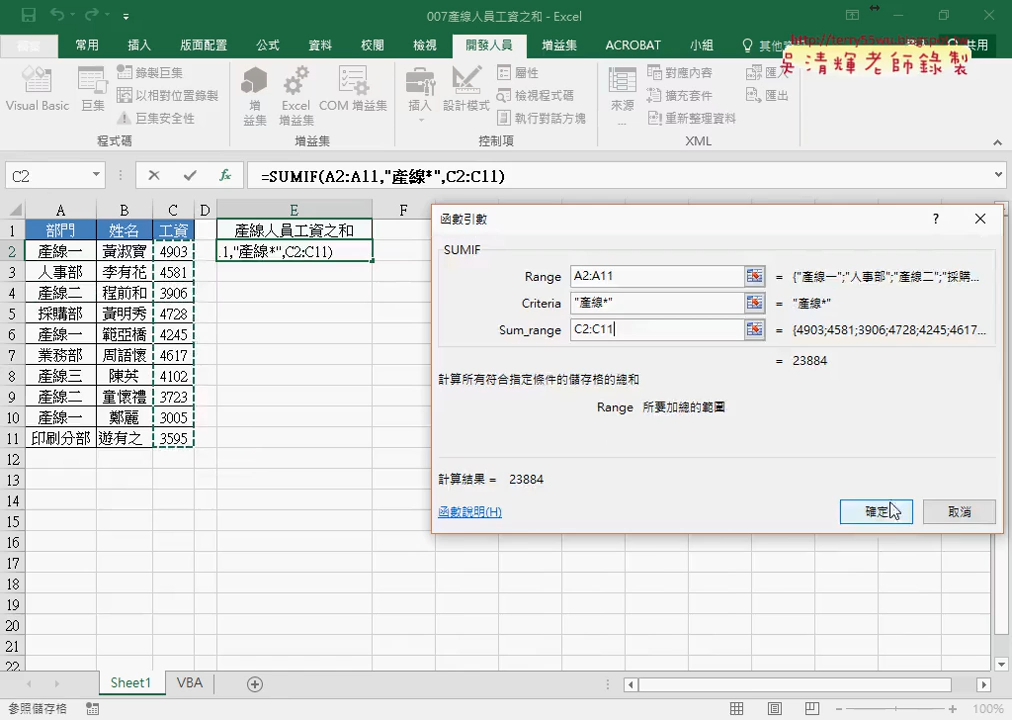 007產線人員工資之和 - Excel
常用 插入 版面配置 公式 資料 校閱 檢視 開發人員 增益集 ACROBAT 小組 其他 共用
吳清輝老師錄製
Visual Basic 巨集 錄製巨集 以相對位置錄製 巨集安全性
增益集 Excel 增益集 COM 增益集
插入 設計模式 屬性 檢視程式碼 執行對話方塊
來源... 對應內容 擴充套件 重新整理資料 匯入 匯出
程式碼 增益集 控制項 XML
C2 fx =SUMIF(A2:A11,"產線*",C2:C11)
A B C D E F
1 部門 姓名 工資 產線人員工資之和
2 產線一 黃淑寶 4903 .1,"產線*",C2:C11)
3 人事部 李有花 4581
4 產線二 程前和 3906
5 採購部 黃明秀 4728
6 產線一 範亞橋 4245
7 業務部 周語懷 4617
8 產線三 陳英 4102
9 產線二 童懷禮 3723
10 產線一 鄭麗 3005
11 印刷分部 遊有之 3595
12
13
14
15
16
17
18
19
20
21
22
函數引數 ?
SUMIF
Range A2:A11 = {"產線一";"人事部";"產線二";"採購...
Criteria "產線*" = "產線*"
Sum_range C2:C11 = {4903;4581;3906;4728;4245;4617...
= 23884
計算所有符合指定條件的儲存格的總和
Range 所要加總的範圍
計算結果 = 23884
函數說明(H) 確定 取消
Sheet1 VBA
參照儲存格 100%